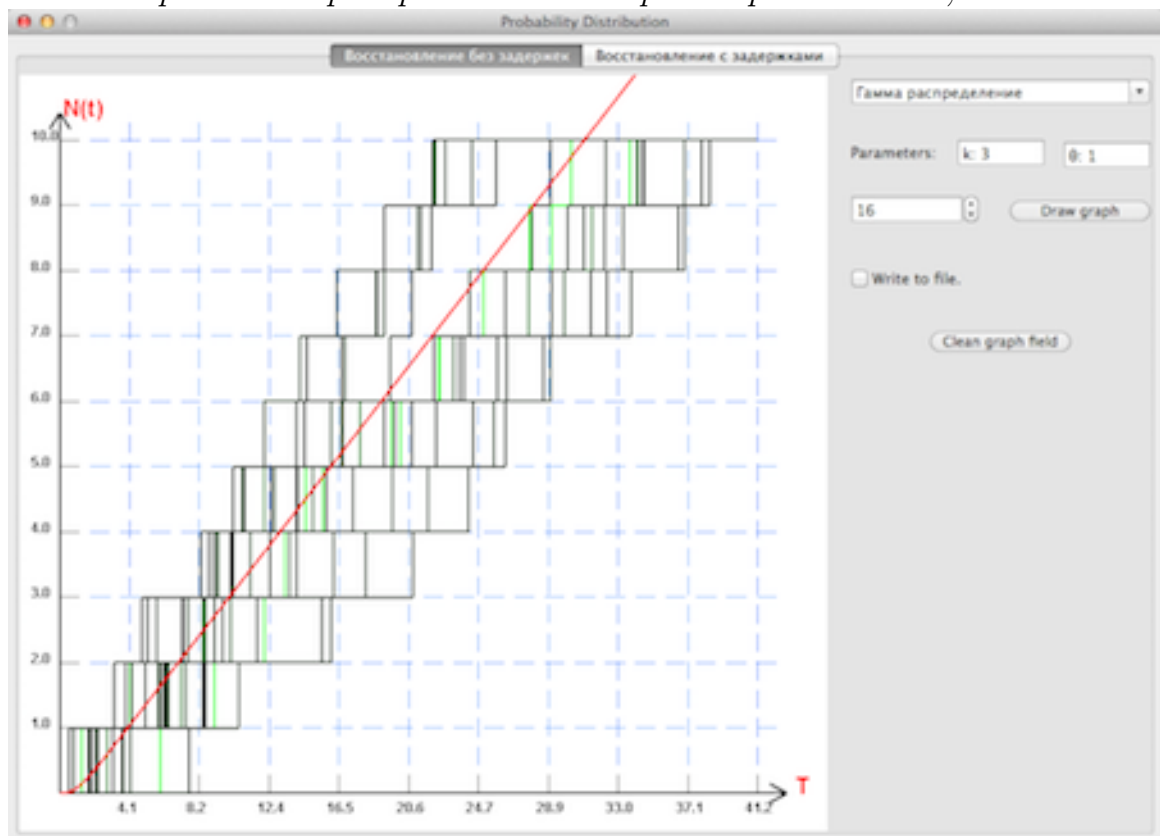 Probability Distribution
Восстановление без задержек Восстановление с задержками
N(t)
Гамма распределение
10.0
Parameters: k: 3 θ: 1
9.0
16 Draw graph
8.0
Write to file.
7.0
Clean graph field
6.0
5.0
4.0
3.0
2.0
1.0
T
4.1 8.2 12.4 16.5 20.6 24.7 28.9 33.0 37.1 41.2